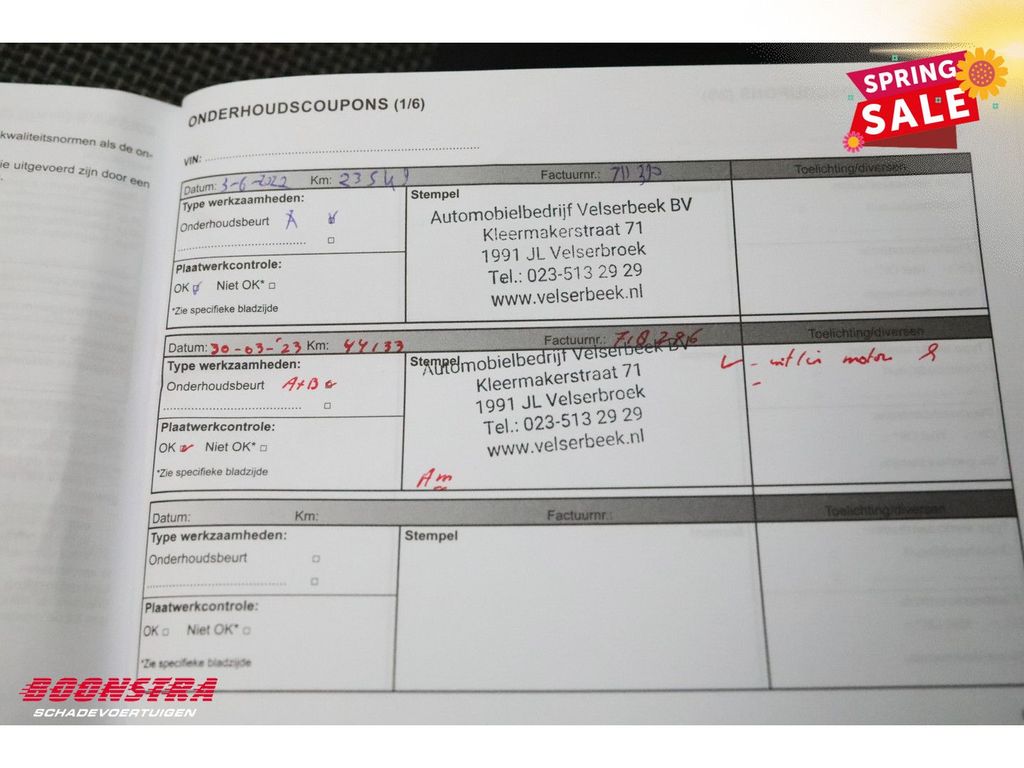 SPRING
SALE
kwaliteitsnormen als de on-
ie uitgevoerd zijn door een
ONDERHOUDSCOUPONS (1/6)
VIN:
Datum: 3-6-2022 Km: 23549 Factuurnr.: Toelichting/diversen
Type werkzaamheden:
Onderhoudsbeurt A
Plaatwerkcontrole:
OK Niet OK*
*Zie specifieke bladzijde
Stempel
Automobielbedrijf Velserbeek BV
Kleermakerstraat 71
1991 JL Velserbroek
Tel.: 023-513 29 29
www.velserbeek.nl
Datum: 30-03-'23 Km: 44133 Factuurnr.: 718286 Toelichting/diversen
Type werkzaamheden:
Onderhoudsbeurt A+B
Plaatwerkcontrole:
OK Niet OK*
*Zie specifieke bladzijde
Stempel
Automobielbedrijf Velserbeek BV
Kleermakerstraat 71
1991 JL Velserbroek
Tel.: 023-513 29 29
www.velserbeek.nl
Am
motor
Datum: Km: Factuurnr.: Toelichting/diversen
Type werkzaamheden:
Onderhoudsbeurt
Plaatwerkcontrole:
OK Niet OK*
*Zie specifieke bladzijde
Stempel
BOONSTRA
SCHADEVOERTUIGEN